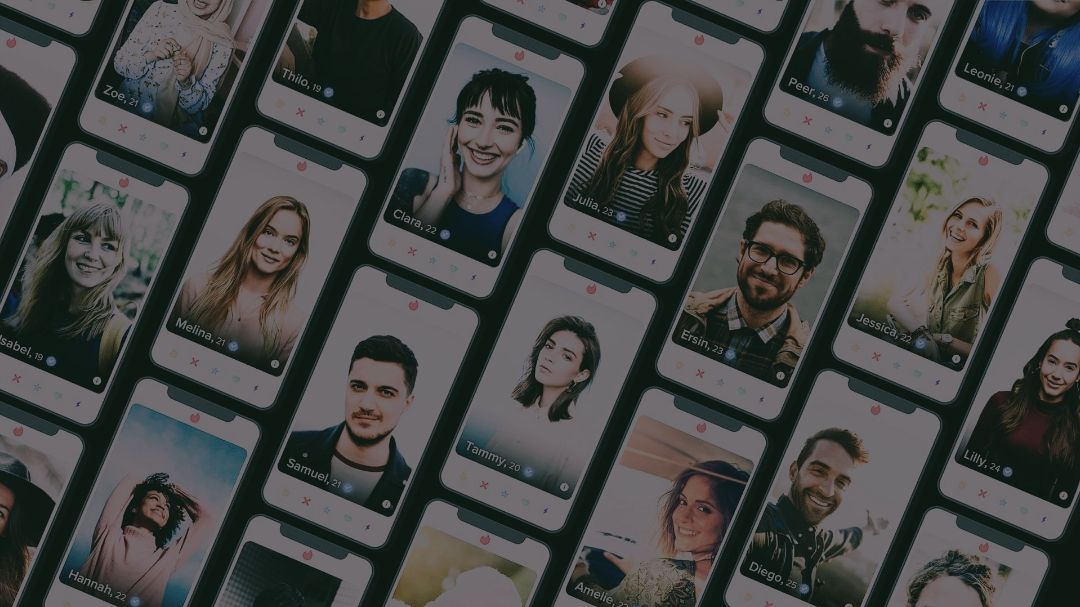 Zoe, 21
Thilo, 19
Clara, 22
Julia, 23
Peer, 26
Leonie, 21
Isabel, 19
Melina, 21
Samuel, 21
Tammy, 20
Ersin, 23
Jessica, 22
Lilly, 24
Hannah, 22
Amelie,
Diego, 25